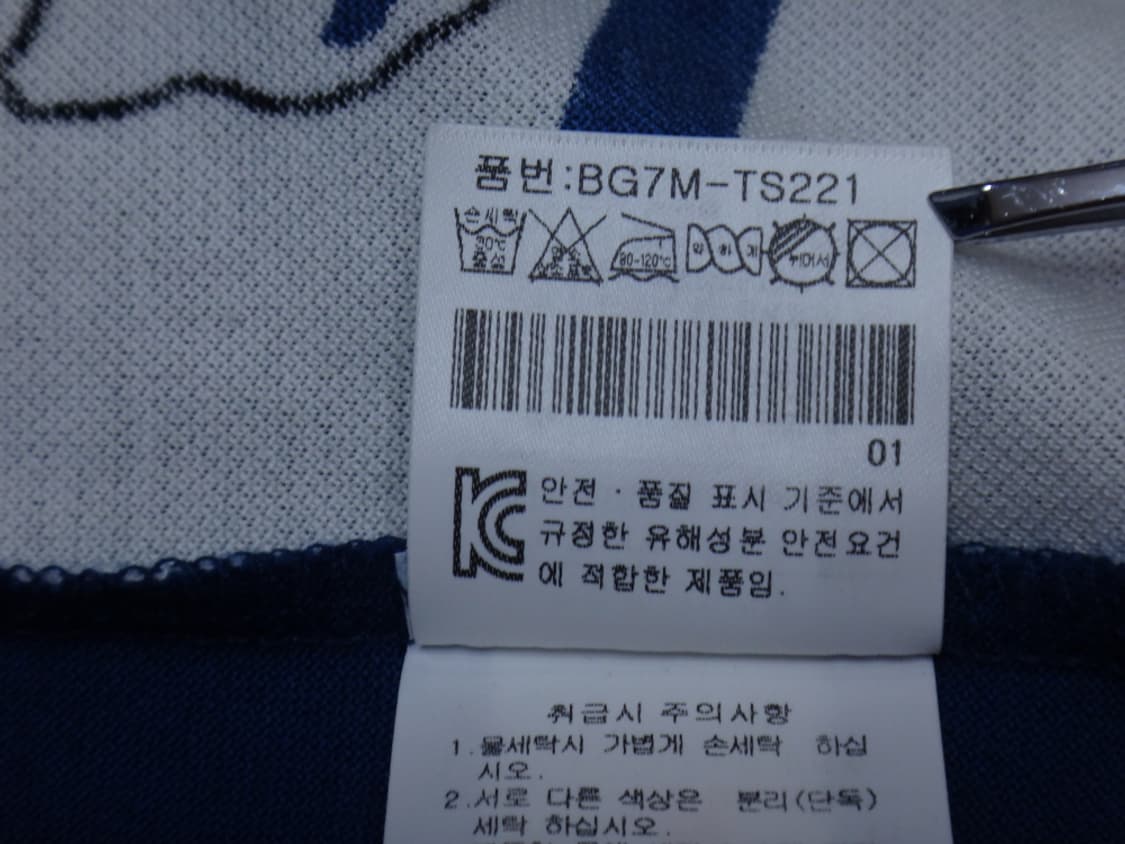 품번:BG7M-TS221
손세탁 약하게
30℃ 80-120℃ 뉘어서
중성
01
안전 · 품질 표시 기준에서
규정한 유해성분 안전요건
에 적합한 제품임.
취급시 주의사항
1.물세탁시 가볍게 손세탁 하십
시오.
2.서로 다른 색상은 분리(단독)
세탁 하십시오.